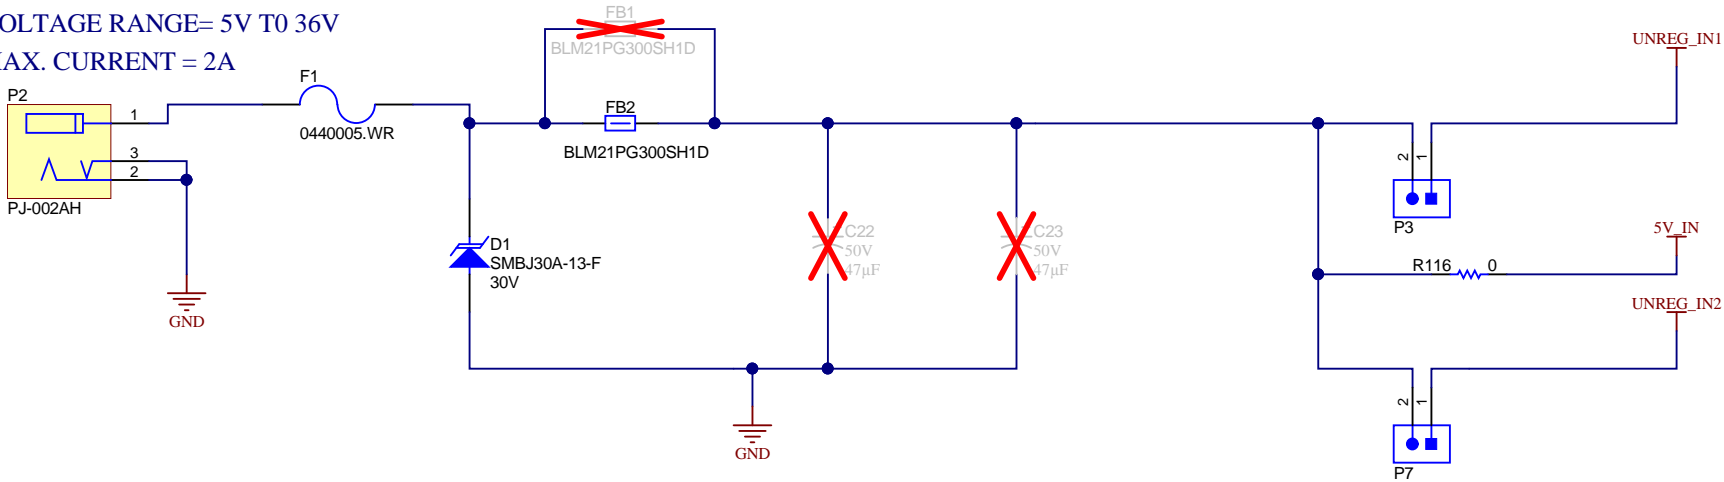 OLTAGE RANGE= 5V T0 36V
AX. CURRENT = 2A
P2
1
3
2
PJ-002AH
GND
F1
0440005.WR
FB1
BLM21PG300SH1D
FB2
BLM21PG300SH1D
D1
SMBJ30A-13-F
30V
C22
50V
47µF
C23
50V
47µF
GND
UNREG_IN1
2
1
P3
5V_IN
R116
0
UNREG_IN2
2
1
P7